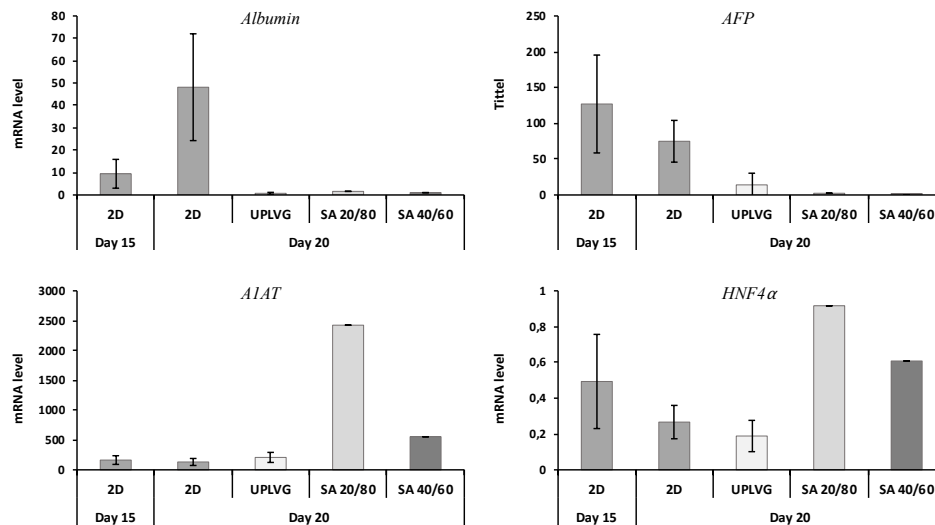 Albumin
mRNA level
80
70
60
50
40
30
20
10
0
2D 2D UPLVG SA 20/80 SA 40/60
Day 15 Day 20
AFP
Tittel
250
200
150
100
50
0
2D 2D UPLVG SA 20/80 SA 40/60
Day 15 Day 20
A1AT
mRNA level
3000
2500
2000
1500
1000
500
0
2D 2D UPLVG SA 20/80 SA 40/60
Day 15 Day 20
HNF4α
mRNA level
1
0,8
0,6
0,4
0,2
0
2D 2D UPLVG SA 20/80 SA 40/60
Day 15 Day 20